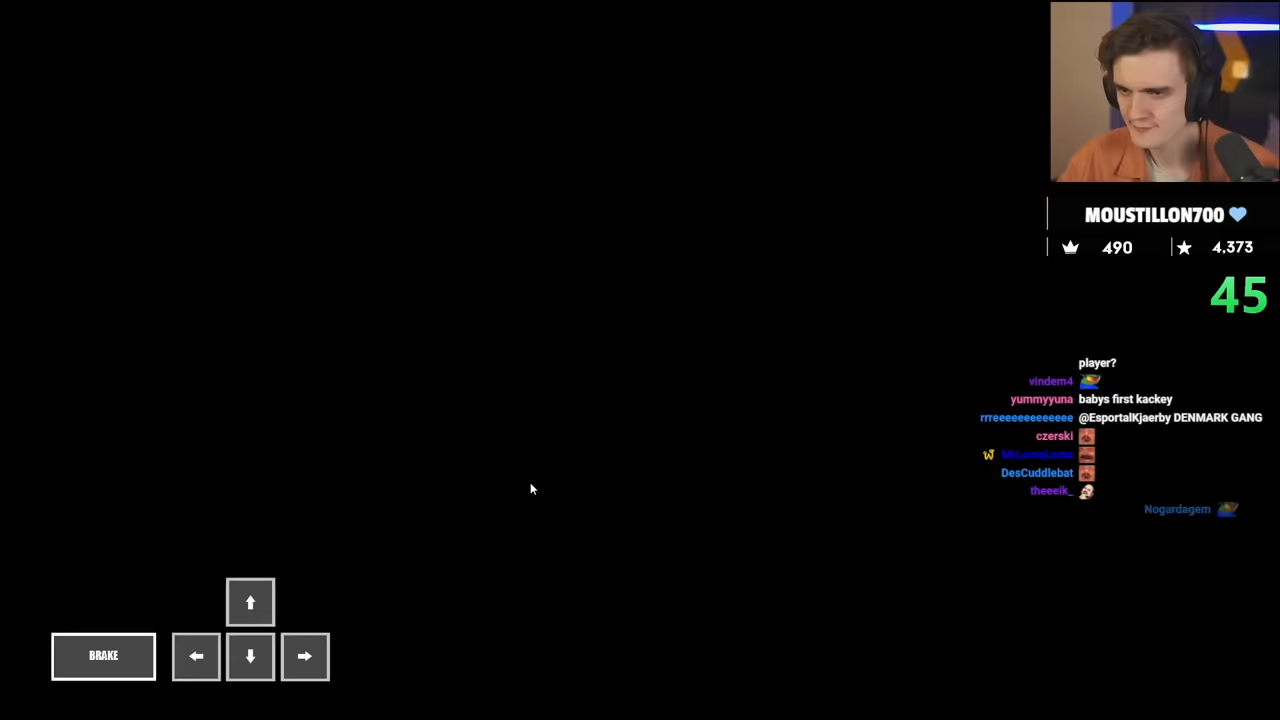 MOUSTILLON700
490 4,373
45
player?
vindem4
yummyyuna babys first kackey
rrreeeeeeeeeeeee @EsportalKjaerby DENMARK GANG
czerski
DesCuddlebat
theeeik_
Nogardagem
BRAKE